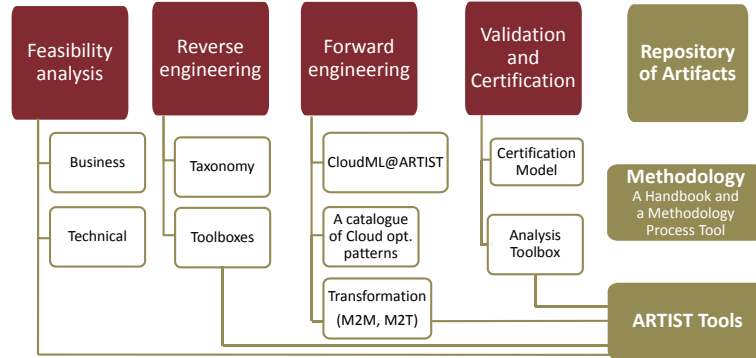 Feasibility
analysis
Reverse
engineering
Forward
engineering
Validation
and
Certification
Repository
of Artifacts
Business
Technical
Taxonomy
Toolboxes
CloudML@ARTIST
A catalogue
of Cloud opt.
patterns
Transformation
(M2M, M2T)
Certification
Model
Analysis
Toolbox
Methodology
A Handbook and
a Methodology
Process Tool
ARTIST Tools